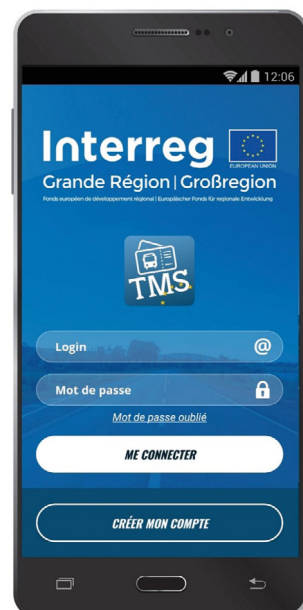 12:06
Interreg
EUROPEAN UNION
Grande Région | Großregion
Fonds européen de développement régional | Europäischer Fonds für regionale Entwicklung
TMS
Login @
Mot de passe
Mot de passe oublié
ME CONNECTER
CRÉER MON COMPTE